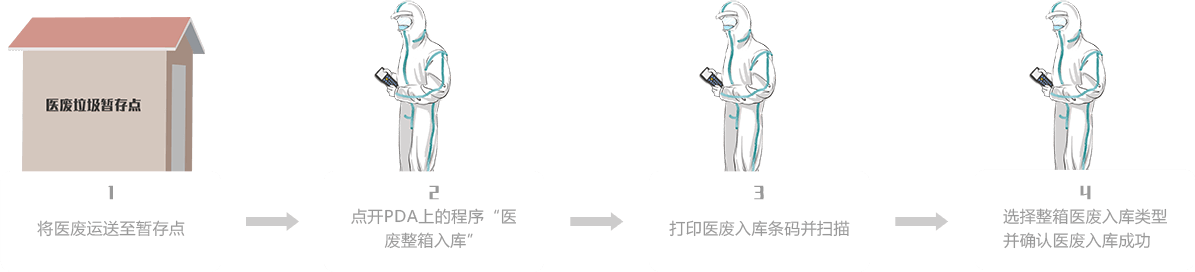 医废垃圾暂存点
1
将医废运送至暂存点
2
点开PDA上的程序“医
废整箱入库”
3
打印医废入库条码并扫描
4
选择整箱医废入库类型
并确认医废入库成功